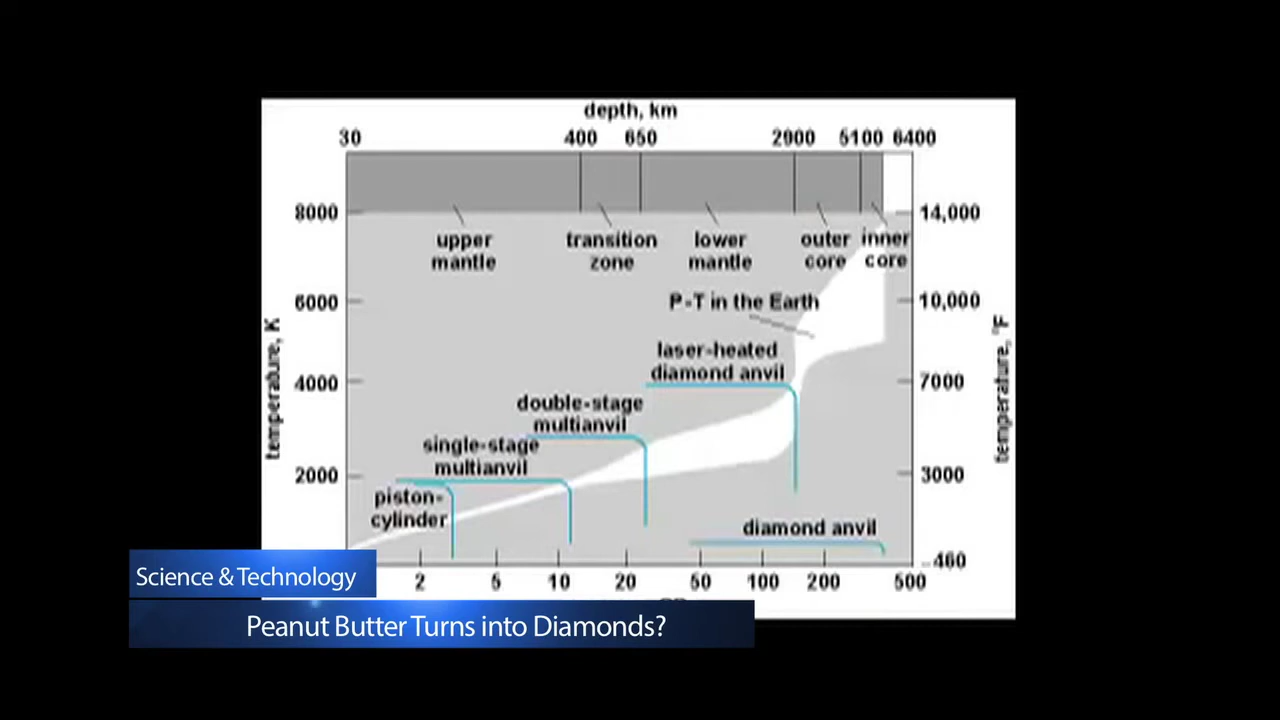 depth, km
30 400 650 2900 5100 6400
8000 14,000
upper mantle
transition zone
lower mantle
outer core
inner core
6000 P-T in the Earth 10,000
temperature, K
temperature, °F
laser-heated
diamond anvil
4000 7000
double-stage
multianvil
single-stage
multianvil
2000 3000
piston-
cylinder
diamond anvil
-460
2 5 10 20 50 100 200 500
Science & Technology
Peanut Butter Turns into Diamonds?